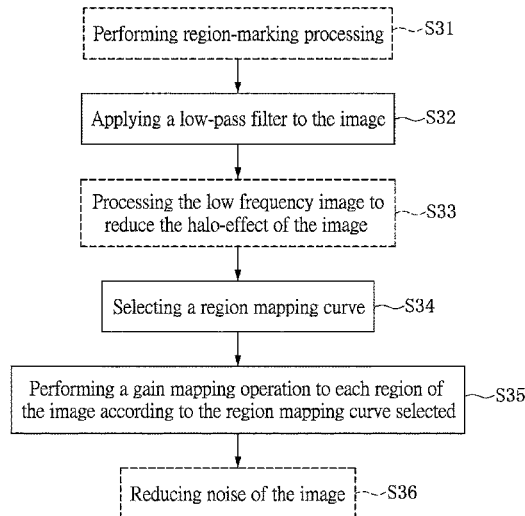 Performing region-marking processing
S31
Applying a low-pass filter to the image
S32
Processing the low frequency image to
reduce the halo-effect of the image
S33
Selecting a region mapping curve
S34
Performing a gain mapping operation to each region of
the image according to the region mapping curve selected
S35
Reducing noise of the image
S36